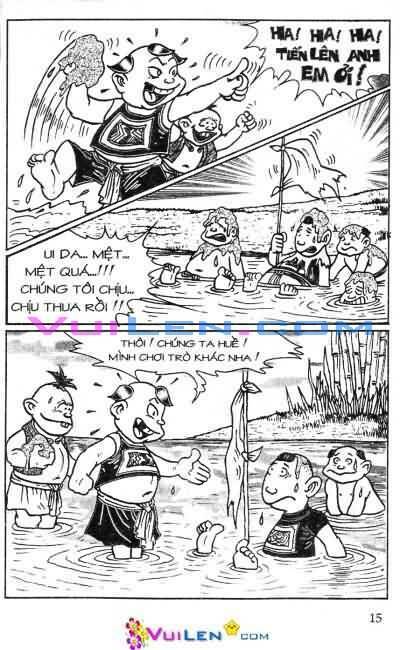 HIA! HIA! HIA!
TIẾN LÊN ANH
EM ƠI!
UI DA... MỆT...
MỆT QUÁ...!!!
CHÚNG TÔI CHỊU...
CHỊU THUA RỒI!!
VUILEN.COM
THÔI! CHÚNG TA HUỀ!
MÌNH CHƠI TRÒ KHÁC NHA!
15
VUILEN.COM